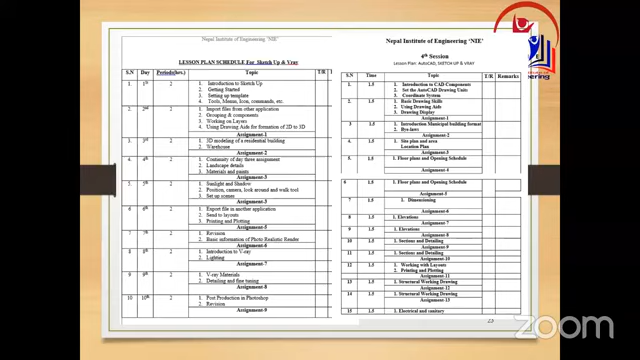 Nepal Institute of Engineering "NIE"
LESSON PLAN SCHEDULE For Sketch Up & Vray
S.N Day Periods(hrs.) Topic T/R R
1. 1st 2 1. Introduction to Sketch Up
2. Getting Started
3. Setting up template
4. Tools, Menus, Icon, commands, etc.
2. 2nd 2 1. Import files from other application
2. Grouping & components
3. Working on Layers
4. Using Drawing Aids for formation of 2D to 3D
Assignment-1
3. 3rd 2 1. 3D modeling of a residential building
2. Warehouse
Assignment-2
4. 4th 2 1. Continuity of day three assignment
2. Landscape details
3. Materials and paints
Assignment-3
5. 5th 2 1. Sunlight and Shadow
2. Position, camera, look around and walk tool
3. Set up scenes
Assignment-3
6 6th 2 1. Export file in another application
2. Send to layouts
3. Printing and Plotting
Assignment-5
7 7th 2 1. Revision
2. Basic information of Photo Realistic Render
Assignment-6
8 8th 2 1. Introduction to V-ray
2. Lighting
Assignment-7
9 9th 2 1. V-ray Materials
2. Detailing and fine tuning
Assignment-8
10 10th 2 1. Post Production in Photoshop
2. Revision
Assignment-9
Nepal Institute of Engineering 'NIE'
4th Session
Lesson Plan: AutoCAD, SKETCH UP & VRAY
S.N Time Topic T/R Remarks
1. 1.5 1. Introduction to CAD Components
2. Set the AutoCAD Drawing Units
3. Coordinate System
2. 1.5 1. Basic Drawing Skills
2. Using Drawing Aids
3. Drawing Display
Assignment-1
3 1.5 1. Introduction Municipal building format
2. Bye-laws
Assignment-2
4. 1.5 1. Site plan and area
Location Plan
Assignment-3
5. 1.5 1. Floor plans and Opening Schedule
Assignment-4
6 1.5 1. Floor plans and Opening Schedule
Assignment-5
7 1.5 1. Dimensioning
Assignment-6
8 1.5 1. Elevations
Assignment-7
9 1.5 1. Elevations
Assignment-8
10 1.5 1. Sections and Detailing
Assignment-9
11 1.5 1. Sections and Detailing
Assignment-10
12 1.5 1. Working with Layouts
2. Printing and Plotting
Assignment-11
13 1.5 1. Structural Working Drawing
Assignment-12
14 1.5 1. Structural Working Drawing
Assignment-13
15 1.5 1. Electrical and sanitary
23
zoom